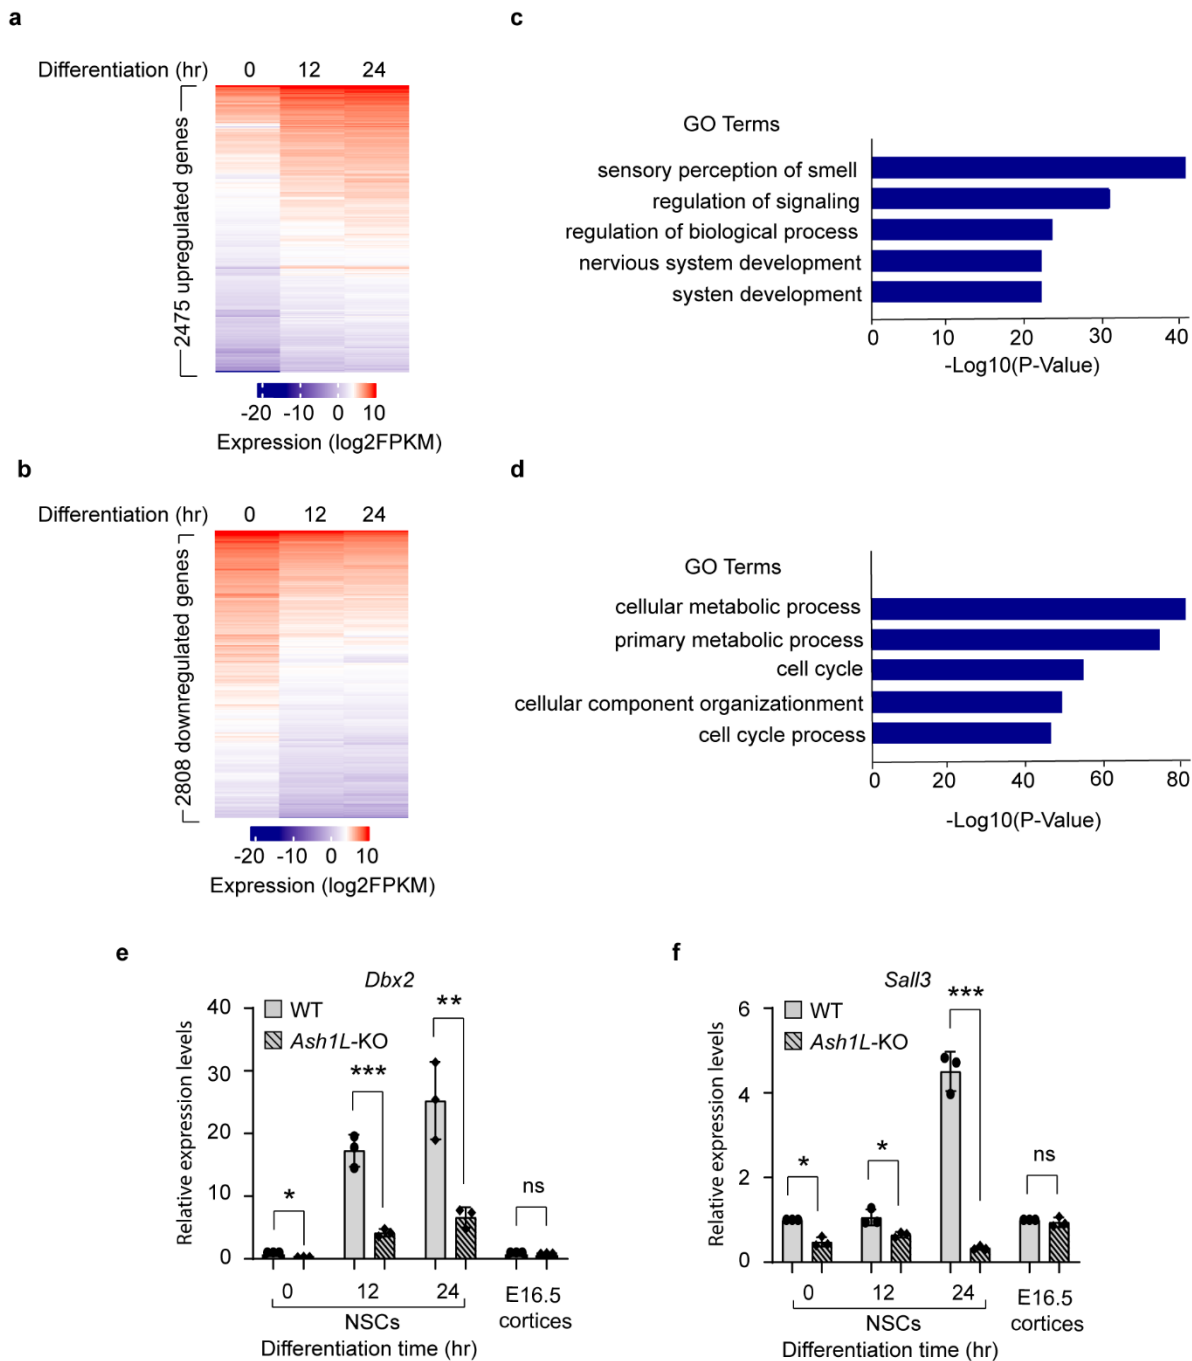 a
Differentiation (hr) 0 12 24
2475 upregulated genes
-20 -10 0 10
Expression (log2FPKM)
c
GO Terms
sensory perception of smell
regulation of signaling
regulation of biological process
nervious system development
systen development
0 10 20 30 40
-Log10(P-Value)
b
Differentiation (hr) 0 12 24
2808 downregulated genes
-20 -10 0 10
Expression (log2FPKM)
d
GO Terms
cellular metabolic process
primary metabolic process
cell cycle
cellular component organizationment
cell cycle process
0 20 40 60 80
-Log10(P-Value)
e
Dbx2
WT
Ash1L-KO
Relative expression levels
40
30
20
10
0
* *** ** ns
0 12 24 E16.5
NSCs cortices
Differentiation time (hr)
f
Sall3
WT
Ash1L-KO
Relative expression levels
6
4
2
0
* * *** ns
0 12 24 E16.5
NSCs cortices
Differentiation time (hr)